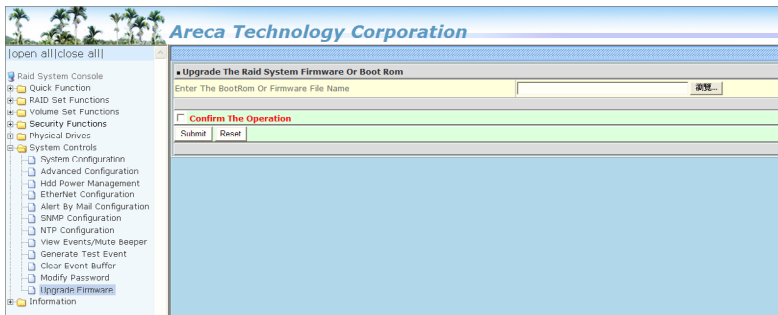 Areca Technology Corporation
|open all|close all|
Raid System Console
Quick Function
RAID Set Functions
Volume Set Functions
Security Functions
Physical Drives
System Controls
System Configuration
Advanced Configuration
Hdd Power Management
EtherNet Configuration
Alert By Mail Configuration
SNMP Configuration
NTP Configuration
View Events/Mute Beeper
Generate Test Event
Clear Event Buffer
Modify Password
Upgrade Firmware
Information
Upgrade The Raid System Firmware Or Boot Rom
Enter The BootRom Or Firmware File Name 瀏覽...
Confirm The Operation
Submit Reset